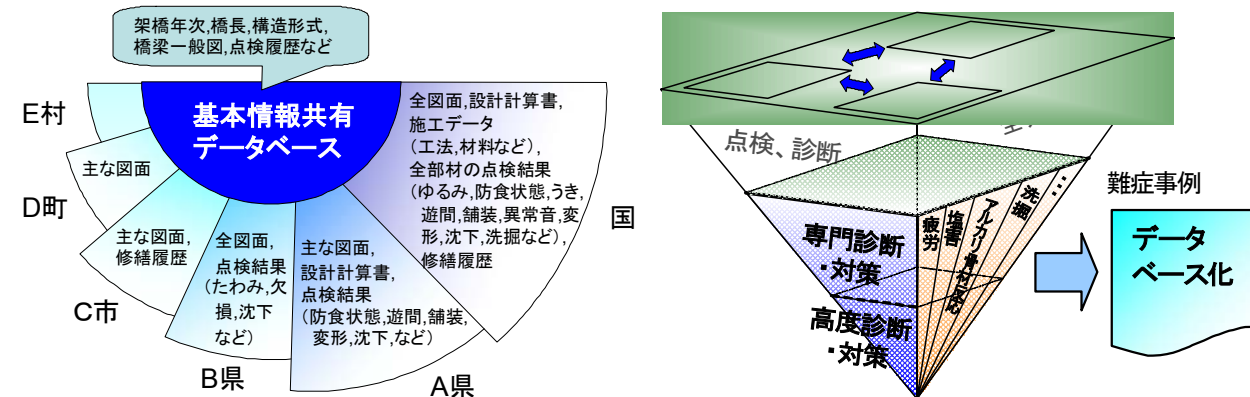 架橋年次,橋長,構造形式,
橋梁一般図,点検履歴など
基本情報共有
データベース
E村
D町
主な図面
C市
主な図面,
修繕履歴
B県
全図面,
点検結果
(たわみ,欠
損,沈下
など)
A県
主な図面,
設計計算書,
点検結果
(防食状態,遊間,舗装,
変形,沈下,など)
国
全図面,設計計算書,
施工データ
(工法,材料など),
全部材の点検結果
(ゆるみ,防食状態,うき,
遊間,舗装,異常音,変
形,沈下,洗掘など),
修繕履歴
点検、診断
専門診断
・対策
高度診断
・対策
疲労
塩害
アルカリ骨材反応
洗掘
…
難症事例
データ
ベース化